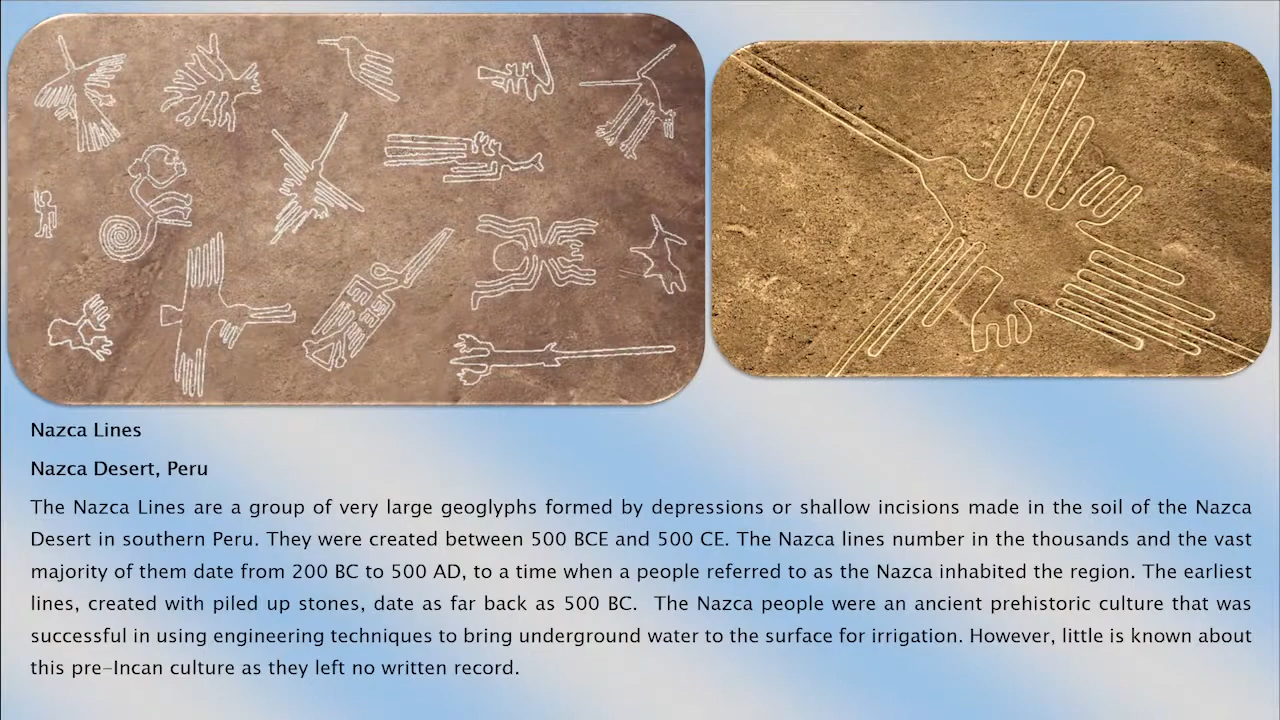 Nazca Lines
Nazca Desert, Peru
The Nazca Lines are a group of very large geoglyphs formed by depressions or shallow incisions made in the soil of the Nazca
Desert in southern Peru. They were created between 500 BCE and 500 CE. The Nazca lines number in the thousands and the vast
majority of them date from 200 BC to 500 AD, to a time when a people referred to as the Nazca inhabited the region. The earliest
lines, created with piled up stones, date as far back as 500 BC.  The Nazca people were an ancient prehistoric culture that was
successful in using engineering techniques to bring underground water to the surface for irrigation. However, little is known about
this pre-Incan culture as they left no written record.